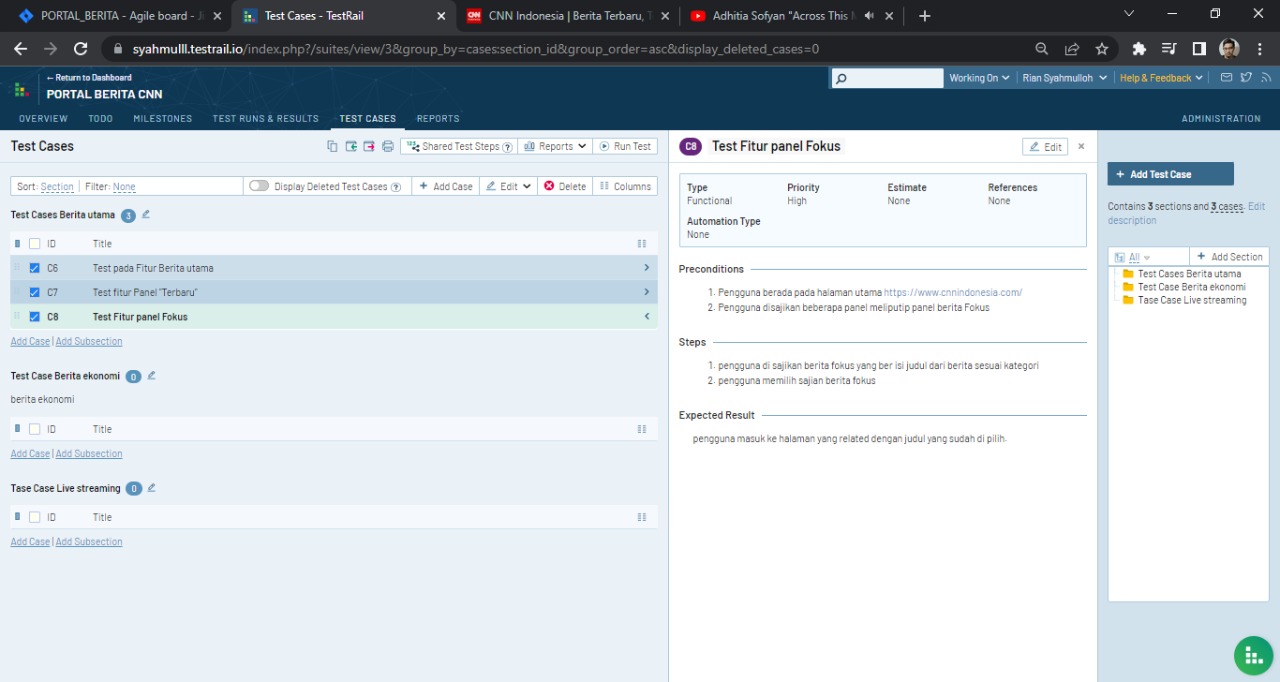 PORTAL_BERITA - Agile board - Ji
Test Cases - TestRail
CNN Indonesia | Berita Terbaru, T
Adhitia Sofyan "Across This M
syahmulll.testrail.io/index.php?/suites/view/3&group_by=cases:section_id&group_order=asc&display_deleted_cases=0
← Return to Dashboard
PORTAL BERITA CNN
Working On
Rian Syahmulloh
Help & Feedback
OVERVIEW
TODO
MILESTONES
TEST RUNS & RESULTS
TEST CASES
REPORTS
ADMINISTRATION
Test Cases
Shared Test Steps
Reports
Run Test
Sort: Section
Filter: None
Display Deleted Test Cases
Add Case
Edit
Delete
Columns
Test Cases Berita utama 3
ID Title
C6 Test pada Fitur Berita utama
C7 Test fitur Panel "Terbaru"
C8 Test Fitur panel Fokus
Add Case | Add Subsection
Test Case Berita ekonomi 0
berita ekonomi
ID Title
Add Case | Add Subsection
Tase Case Live streaming 0
ID Title
Add Case | Add Subsection
C8 Test Fitur panel Fokus
Edit
Type Priority Estimate References
Functional High None None
Automation Type
None
Preconditions
1. Pengguna berada pada halaman utama https://www.cnnindonesia.com/
2. Pengguna disajikan beberapa panel meliputip panel berita Fokus
Steps
1. pengguna di sajikan berita fokus yang ber isi judul dari berita sesuai kategori
2. pengguna memilih sajian berita fokus
Expected Result
pengguna masuk ke halaman yang related dengan judul yang sudah di pilih.
+ Add Test Case
Contains 3 sections and 3 cases. Edit
description
All
+ Add Section
Test Cases Berita utama
Test Case Berita ekonomi
Tase Case Live streaming